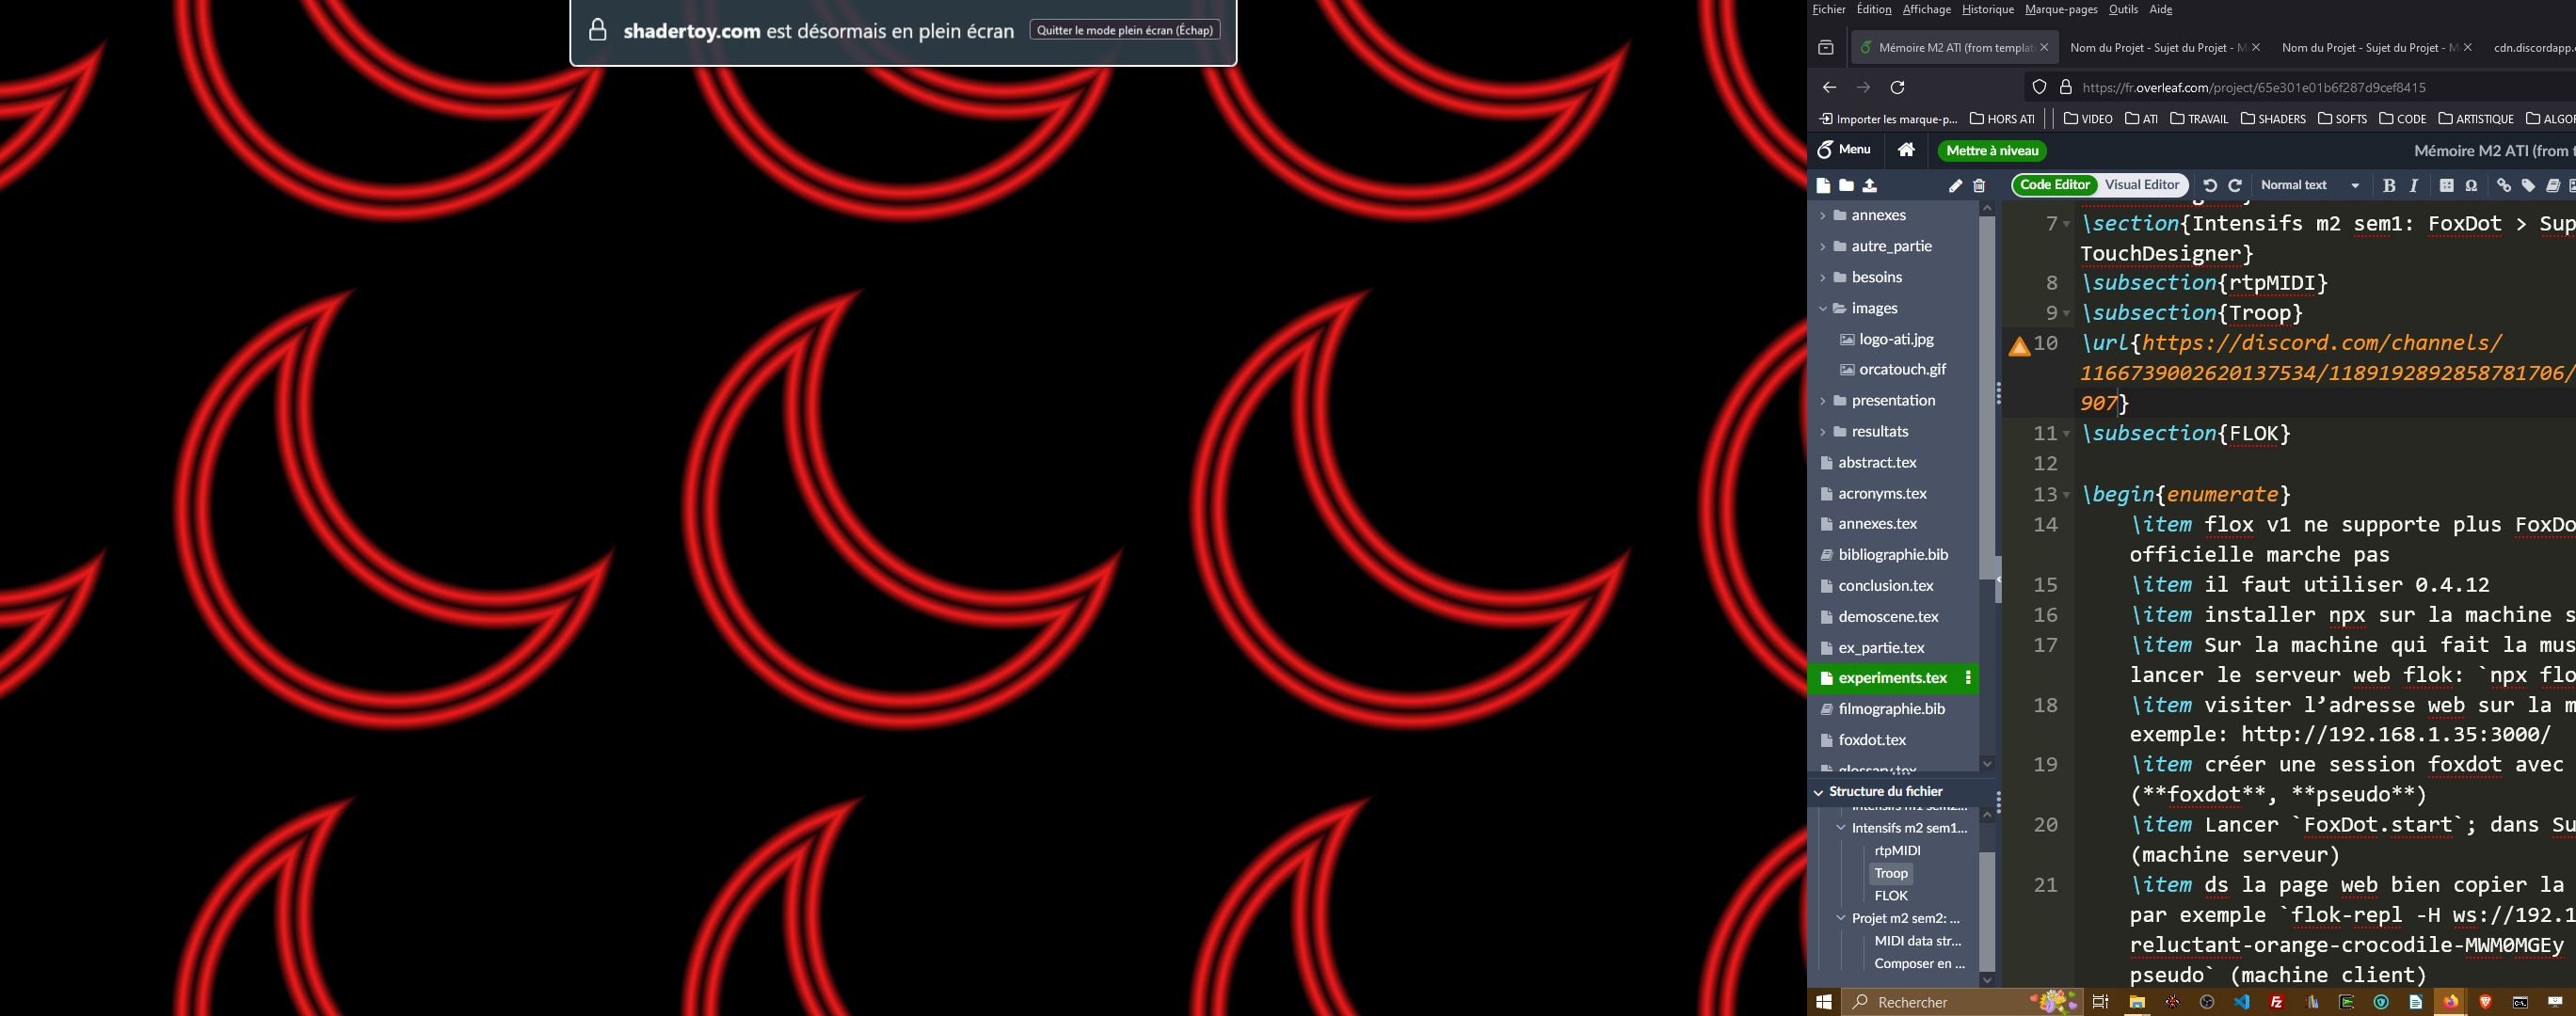 shadertoy.com est désormais en plein écran
Quitter le mode plein écran (Échap)
Fichier Édition Affichage Historique Marque-pages Outils Aide
Mémoire M2 ATI (from templat
Nom du Projet - Sujet du Projet - M
Nom du Projet - Sujet du Projet - M
cdn.discordapp.
https://fr.overleaf.com/project/65e301e01b6f287d9cef8415
Importer les marque-p... HORS ATI VIDEO ATI TRAVAIL SHADERS SOFTS CODE ARTISTIQUE ALGOR
Menu Mettre à niveau Mémoire M2 ATI (from t
Code Editor Visual Editor Normal text B I Ω
annexes
autre_partie
besoins
images
logo-ati.jpg
orcatouch.gif
presentation
resultats
abstract.tex
acronyms.tex
annexes.tex
bibliographie.bib
conclusion.tex
demoscene.tex
ex_partie.tex
experiments.tex
filmographie.bib
foxdot.tex
glossary.tex
Structure du fichier
Intensifs m1 sem2...
Intensifs m2 sem1...
rtpMIDI
Troop
FLOK
Projet m2 sem2: ...
MIDI data str...
Composer en ...
7 \section{Intensifs m2 sem1: FoxDot > Sup
TouchDesigner}
8 \subsection{rtpMIDI}
9 \subsection{Troop}
10 \url{https://discord.com/channels/
1166739002620137534/1189192892858781706/
907}
11 \subsection{FLOK}
12
13 \begin{enumerate}
14 \item flox v1 ne supporte plus FoxDo
officielle marche pas
15 \item il faut utiliser 0.4.12
16 \item installer npx sur la machine s
17 \item Sur la machine qui fait la mus
lancer le serveur web flok: `npx flo
18 \item visiter l’adresse web sur la m
exemple: http://192.168.1.35:3000/
19 \item créer une session foxdot avec
(**foxdot**, **pseudo**)
20 \item Lancer `FoxDot.start`; dans Su
(machine serveur)
21 \item ds la page web bien copier la
par exemple `flok-repl -H ws://192.1
reluctant-orange-crocodile-MWM0MGEy
pseudo` (machine client)
Rechercher